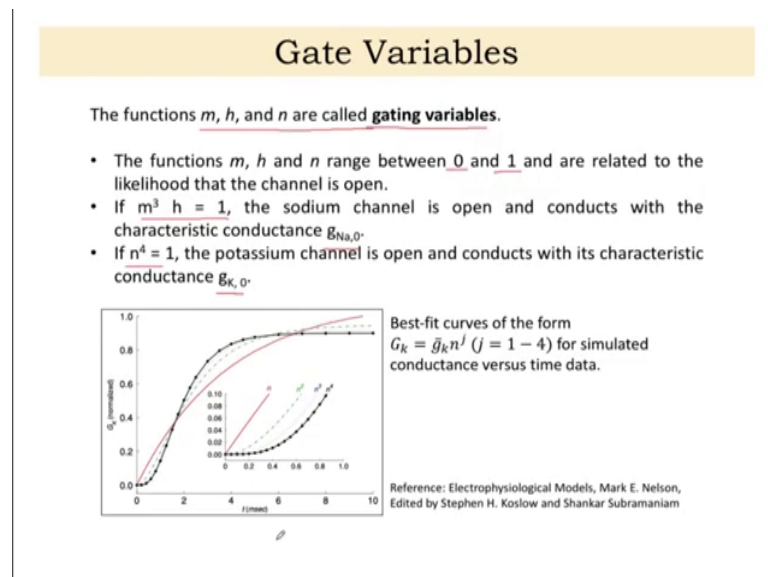 Gate Variables
The functions m, h, and n are called gating variables.
• The functions m, h and n range between 0 and 1 and are related to the
likelihood that the channel is open.
• If m³ h = 1, the sodium channel is open and conducts with the
characteristic conductance gNa,0.
• If n⁴ = 1, the potassium channel is open and conducts with its characteristic
conductance gK, 0.
Best-fit curves of the form
Gₖ = ḡₖnʲ (j = 1 − 4) for simulated
conductance versus time data.
1.0
0.8
0.6
0.4
0.2
0.0
Gₖ(normalized)
0 2 4 6 8 10
t(msec)
0.10
0.08
0.06
0.04
0.02
0.00
0 0.2 0.4 0.6 0.8 1.0
n n² n³ n⁴
Reference: Electrophysiological Models, Mark E. Nelson,
Edited by Stephen H. Koslow and Shankar Subramaniam